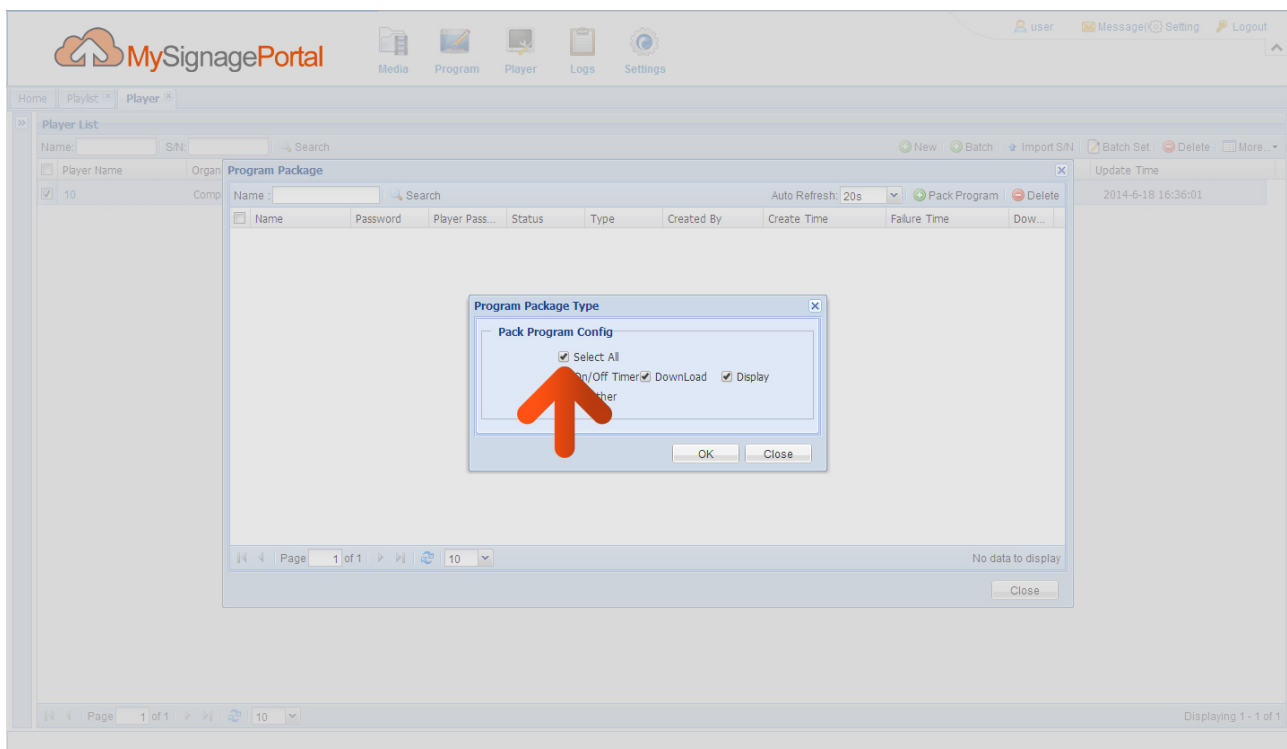 user Message( Setting Logout
MySignagePortal
Media Program Player Logs Settings
Home Playlist Player
Player List
Name: S/N: Search New Batch Import S/N Batch Set Delete More...
Player Name Organ Update Time
10 Comp 2014-6-18 16:36:01
Program Package
Name : Search Auto Refresh: 20s Pack Program Delete
Name Password Player Pass... Status Type Created By Create Time Failure Time Dow...
Program Package Type
Pack Program Config
Select All
On/Off Timer DownLoad Display
OK Close
Page 1 of 1 10 No data to display
Close
Page 1 of 1 10 Displaying 1 - 1 of 1